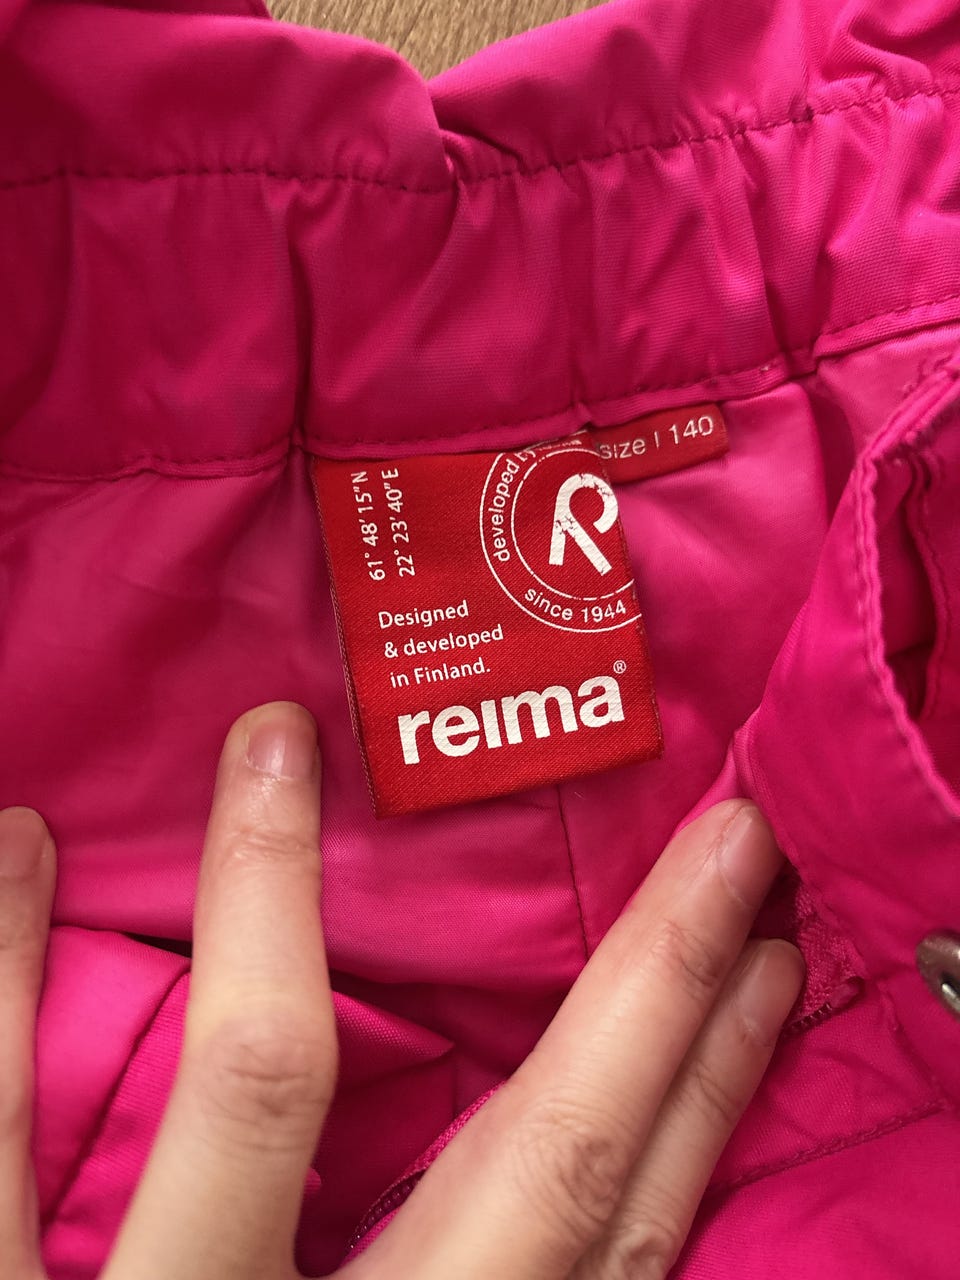 61° 48' 15"N
22° 23' 40"E
developed by
since 1944
size | 140
Designed
& developed
in Finland.
reima®